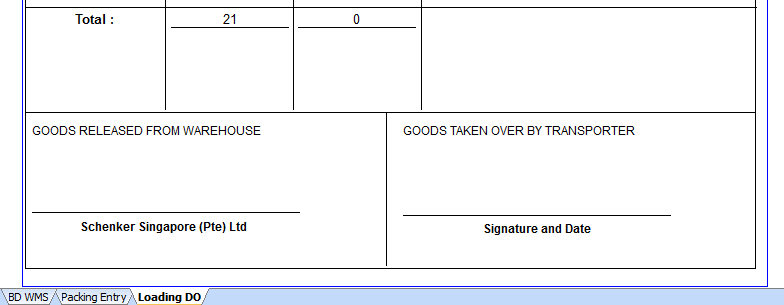 Total : 21 0
GOODS RELEASED FROM WAREHOUSE GOODS TAKEN OVER BY TRANSPORTER
Schenker Singapore (Pte) Ltd Signature and Date
BD WMS Packing Entry Loading DO